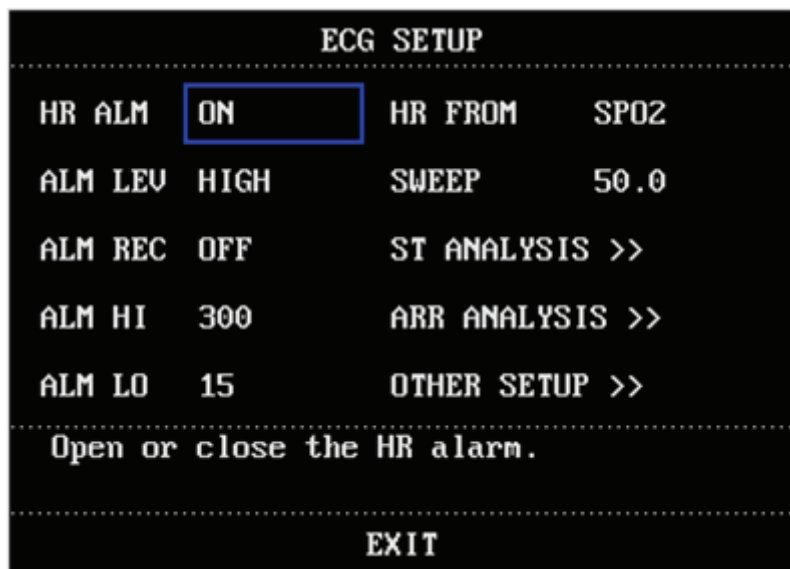 ECG SETUP
HR ALM ON HR FROM SPO2
ALM LEV HIGH SWEEP 50.0
ALM REC OFF ST ANALYSIS >>
ALM HI 300 ARR ANALYSIS >>
ALM LO 15 OTHER SETUP >>
Open or close the HR alarm.
EXIT